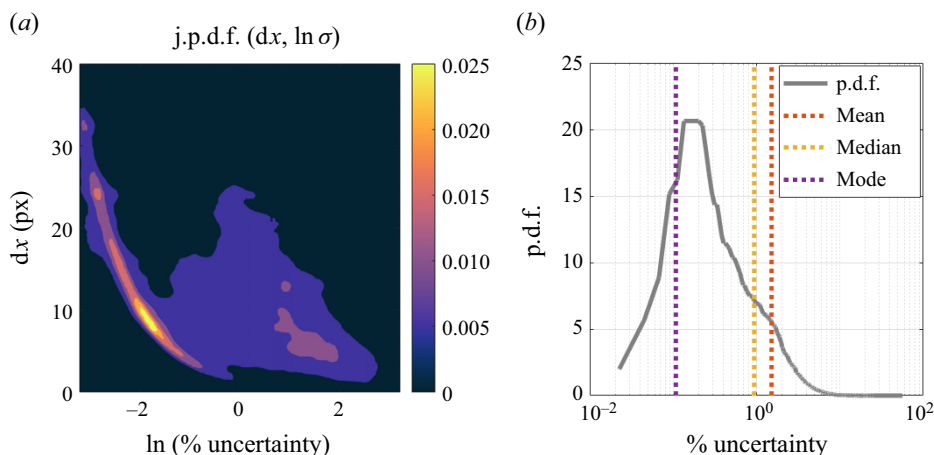 (a)
j.p.d.f. (dx, ln σ)
40
30
20
10
0
dx (px)
–2
0
2
ln (% uncertainty)
0.025
0.020
0.015
0.010
0.005
0
(b)
25
20
15
10
5
0
p.d.f.
10⁻²
10⁰
10²
% uncertainty
p.d.f.
Mean
Median
Mode